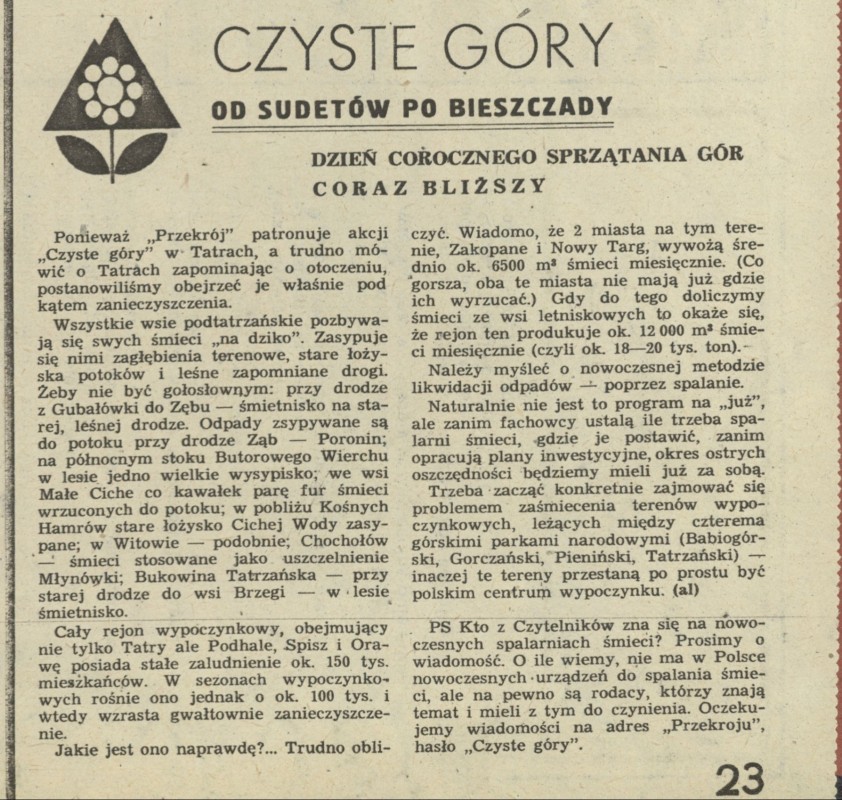 CZYSTE GÓRY
OD SUDETÓW PO BIESZCZADY
DZIEŃ COROCZNEGO SPRZĄTANIA GÓR
CORAZ BLIŻSZY
Ponieważ „Przekrój" patronuje akcji
„Czyste góry" w Tatrach, a trudno mó-
wić o Tatrach zapominając o otoczeniu,
postanowiliśmy obejrzeć je właśnie pod
kątem zanieczyszczenia.
Wszystkie wsie podtatrzańskie pozbywa-
ją się swych śmieci „na dziko". Zasypuje
się nimi zagłębienia terenowe, stare łoży-
ska potoków i leśne zapomniane drogi.
Żeby nie być gołosłownym: przy drodze
z Gubałówki do Zębu — śmietnisko na sta-
rej, leśnej drodze. Odpady zsypywane są
do potoku przy drodze Ząb — Poronin;
na północnym stoku Butorowego Wierchu
w lesie jedno wielkie wysypisko; we wsi
Małe Ciche co kawałek parę fur śmieci
wrzuconych do potoku; w pobliżu Kośnych
Hamrów stare łożysko Cichej Wody zasy-
pane; w Witowie — podobnie; Chochołów
— śmieci stosowane jako uszczelnienie
Młynówki; Bukowina Tatrzańska — przy
starej drodze do wsi Brzegi — w lesie
śmietnisko.
Cały rejon wypoczynkowy, obejmujący
nie tylko Tatry ale Podhale, Spisz i Ora-
wę posiada stałe zaludnienie ok. 150 tys.
mieszkańców. W sezonach wypoczynko-
wych rośnie ono jednak o ok. 100 tys. i
wtedy wzrasta gwałtownie zanieczyszcze-
nie.
Jakie jest ono naprawdę?... Trudno obli-
czyć. Wiadomo, że 2 miasta na tym tere-
nie, Zakopane i Nowy Targ, wywożą śre-
dnio ok. 6500 m³ śmieci miesięcznie. (Co
gorsza, oba te miasta nie mają już gdzie
ich wyrzucać.) Gdy do tego doliczymy
śmieci ze wsi letniskowych to okaże się,
że rejon ten produkuje ok. 12 000 m³ śmie-
ci miesięcznie (czyli ok. 18—20 tys. ton).
Należy myśleć o nowoczesnej metodzie
likwidacji odpadów — poprzez spalanie.
Naturalnie nie jest to program na „już",
ale zanim fachowcy ustalą ile trzeba spa-
larni śmieci, gdzie je postawić, zanim
opracują plany inwestycyjne, okres ostrych
oszczędności będziemy mieli już za sobą.
Trzeba zacząć konkretnie zajmować się
problemem zaśmiecenia terenów wypo-
czynkowych, leżących między czterema
górskimi parkami narodowymi (Babiogór-
ski, Gorczański, Pieniński, Tatrzański) —
inaczej te tereny przestaną po prostu być
polskim centrum wypoczynku. (al)
PS Kto z Czytelników zna się na nowo-
czesnych spalarniach śmieci? Prosimy o
wiadomość. O ile wiemy, nie ma w Polsce
nowoczesnych urządzeń do spalania śmie-
ci, ale na pewno są rodacy, którzy znają
temat i mieli z tym do czynienia. Oczeku-
jemy wiadomości na adres „Przekroju",
hasło „Czyste góry".
23